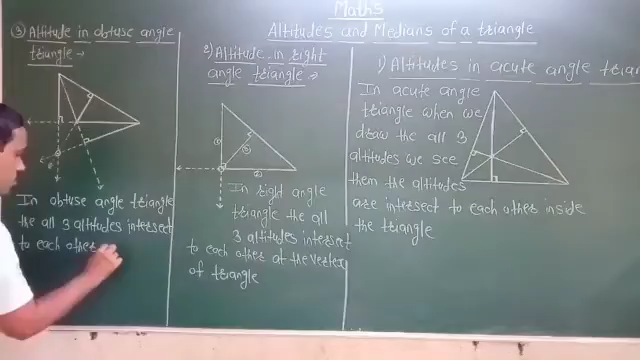 Maths
Altitudes and Medians of a triangle
1) Altitudes in acute angle
In acute angle
triangle when we
draw the all 3
altitudes we see
them the altitudes
are intersect to each other inside
the triangle
2) Altitude in right
angle triangle :→
In right angle
triangle the all
3 altitudes intersect
to each other at the vertex
of triangle
3) Altitude in obtuse angle
triangle :→
In obtuse angle triangle
the all 3 altitudes intersect
to each other